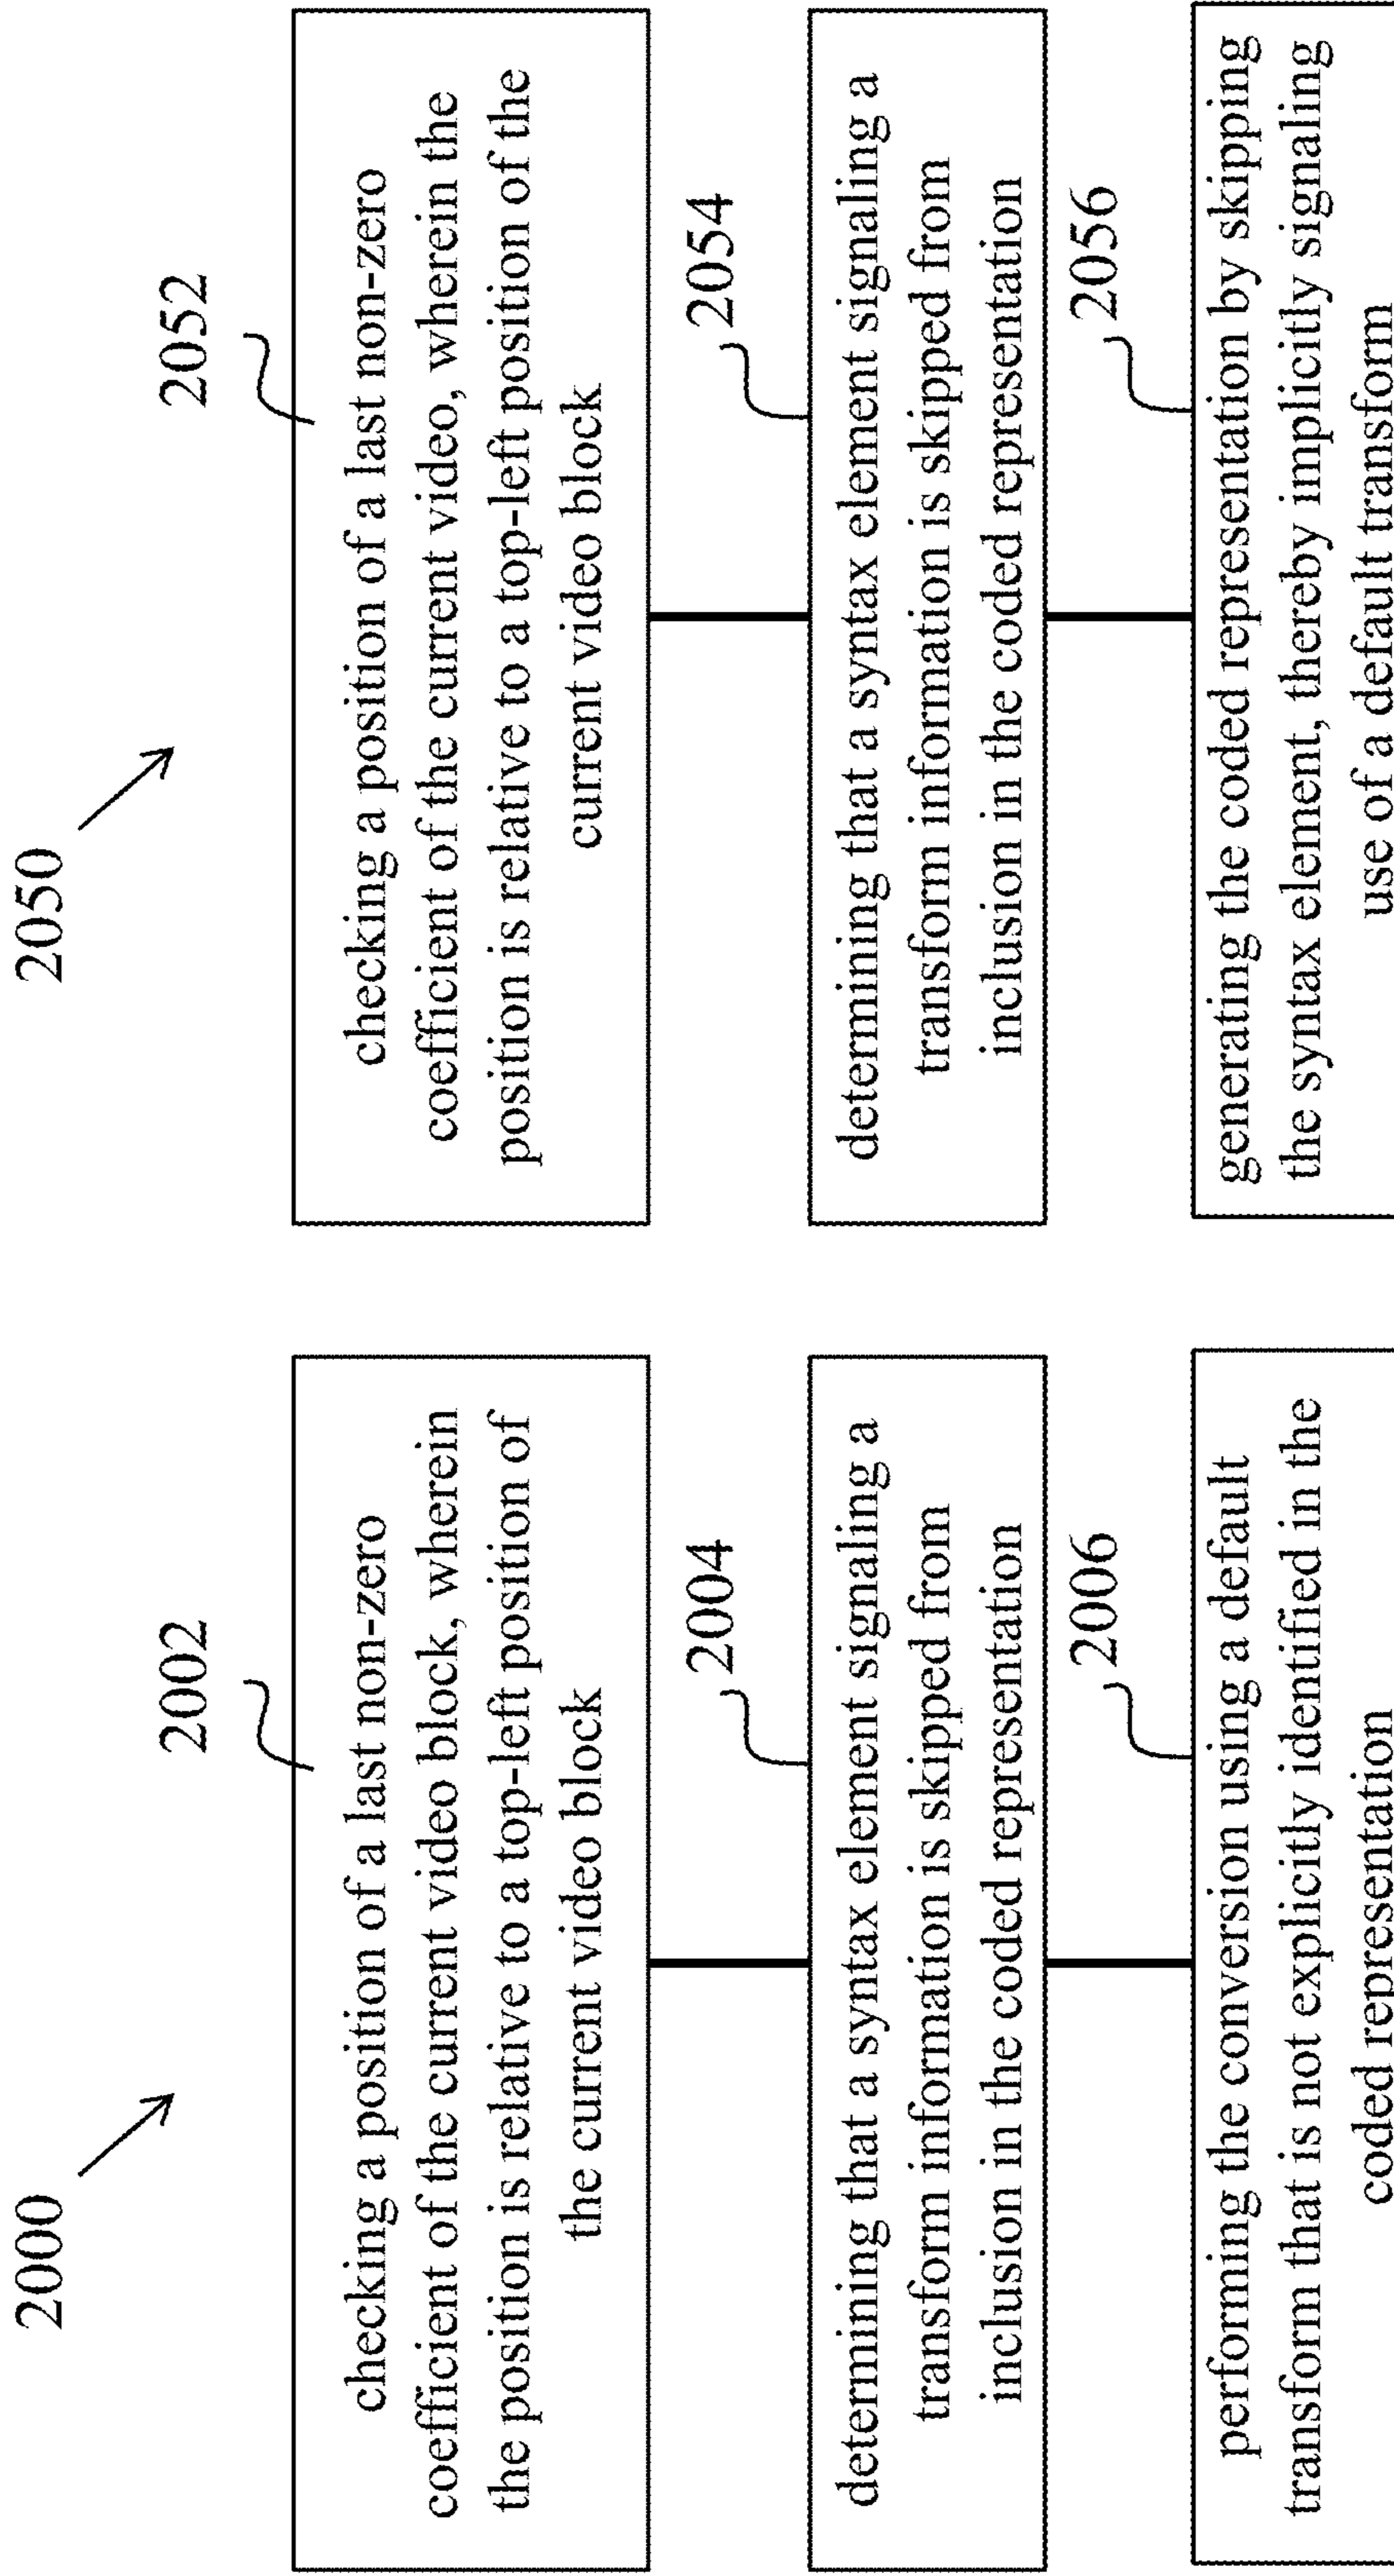 2000
2002
checking a position of a last non-zero
coefficient of the current video block, wherein
the position is relative to a top-left position of
the current video block
2004
determining that a syntax element signaling a
transform information is skipped from
inclusion in the coded representation
2006
performing the conversion using a default
transform that is not explicitly identified in the
coded representation
2050
2052
checking a position of a last non-zero
coefficient of the current video, wherein the
position is relative to a top-left position of the
current video block
2054
determining that a syntax element signaling a
transform information is skipped from
inclusion in the coded representation
2056
generating the coded representation by skipping
the syntax element, thereby implicitly signaling
use of a default transform